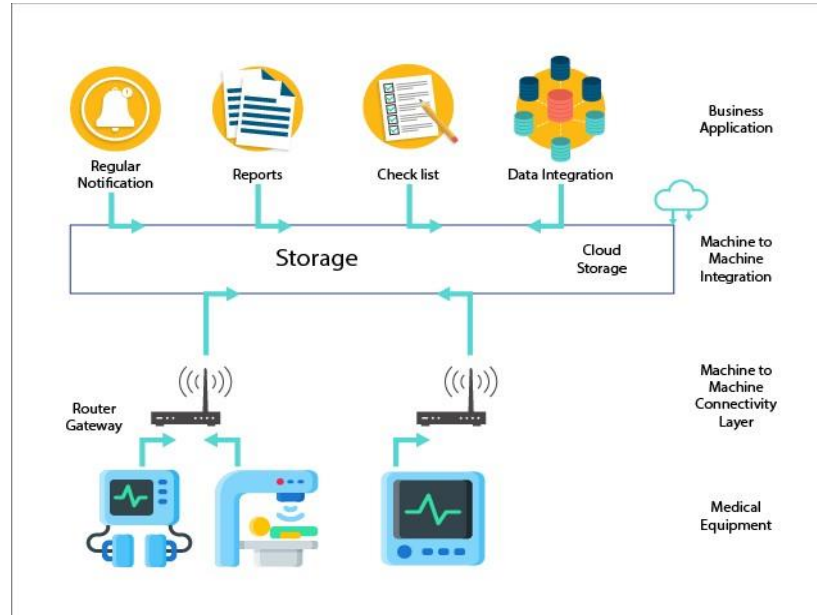 Business
Application
Regular
Notification
Reports
Check list
Data Integration
Storage
Cloud
Storage
Machine to
Machine
Integration
Router
Gateway
Machine to
Machine
Connectivity
Layer
Medical
Equipment